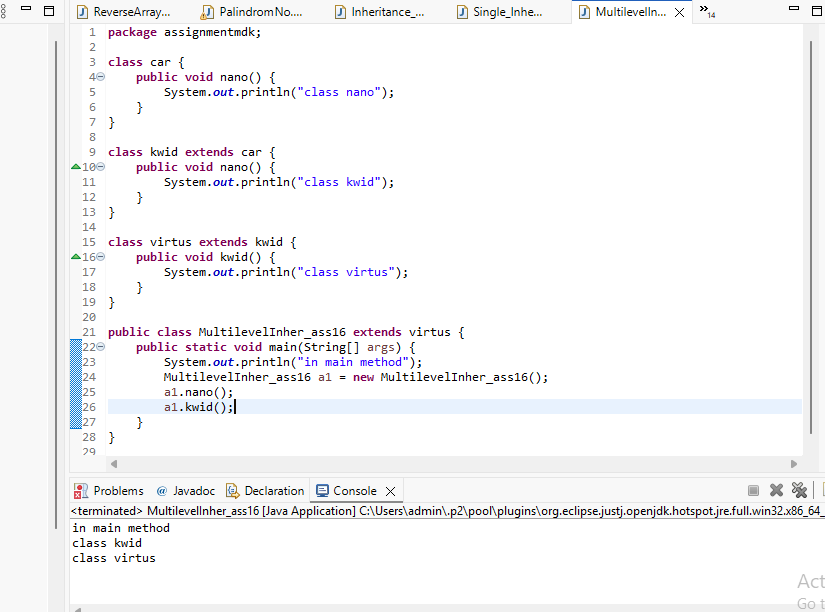 ReverseArray... PalindromNo.... Inheritance_... Single_Inhe... MultilevelIn... 14
1 package assignmentmdk;
2
3 class car {
4 public void nano() {
5 System.out.println("class nano");
6 }
7 }
8
9 class kwid extends car {
10 public void nano() {
11 System.out.println("class kwid");
12 }
13 }
14
15 class virtus extends kwid {
16 public void kwid() {
17 System.out.println("class virtus");
18 }
19 }
20
21 public class MultilevelInher_ass16 extends virtus {
22 public static void main(String[] args) {
23 System.out.println("in main method");
24 MultilevelInher_ass16 a1 = new MultilevelInher_ass16();
25 a1.nano();
26 a1.kwid();
27 }
28 }
29
Problems @ Javadoc Declaration Console
<terminated> MultilevelInher_ass16 [Java Application] C:\Users\admin\.p2\pool\plugins\org.eclipse.justj.openjdk.hotspot.jre.full.win32.x86_64_
in main method
class kwid
class virtus
Act
Go t